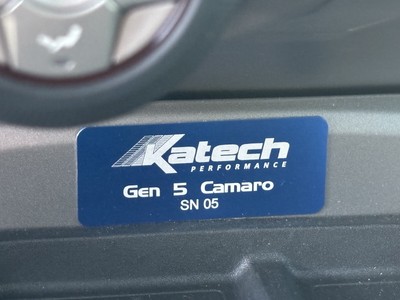 Katech
PERFORMANCE
Gen 5 Camaro
SN 05